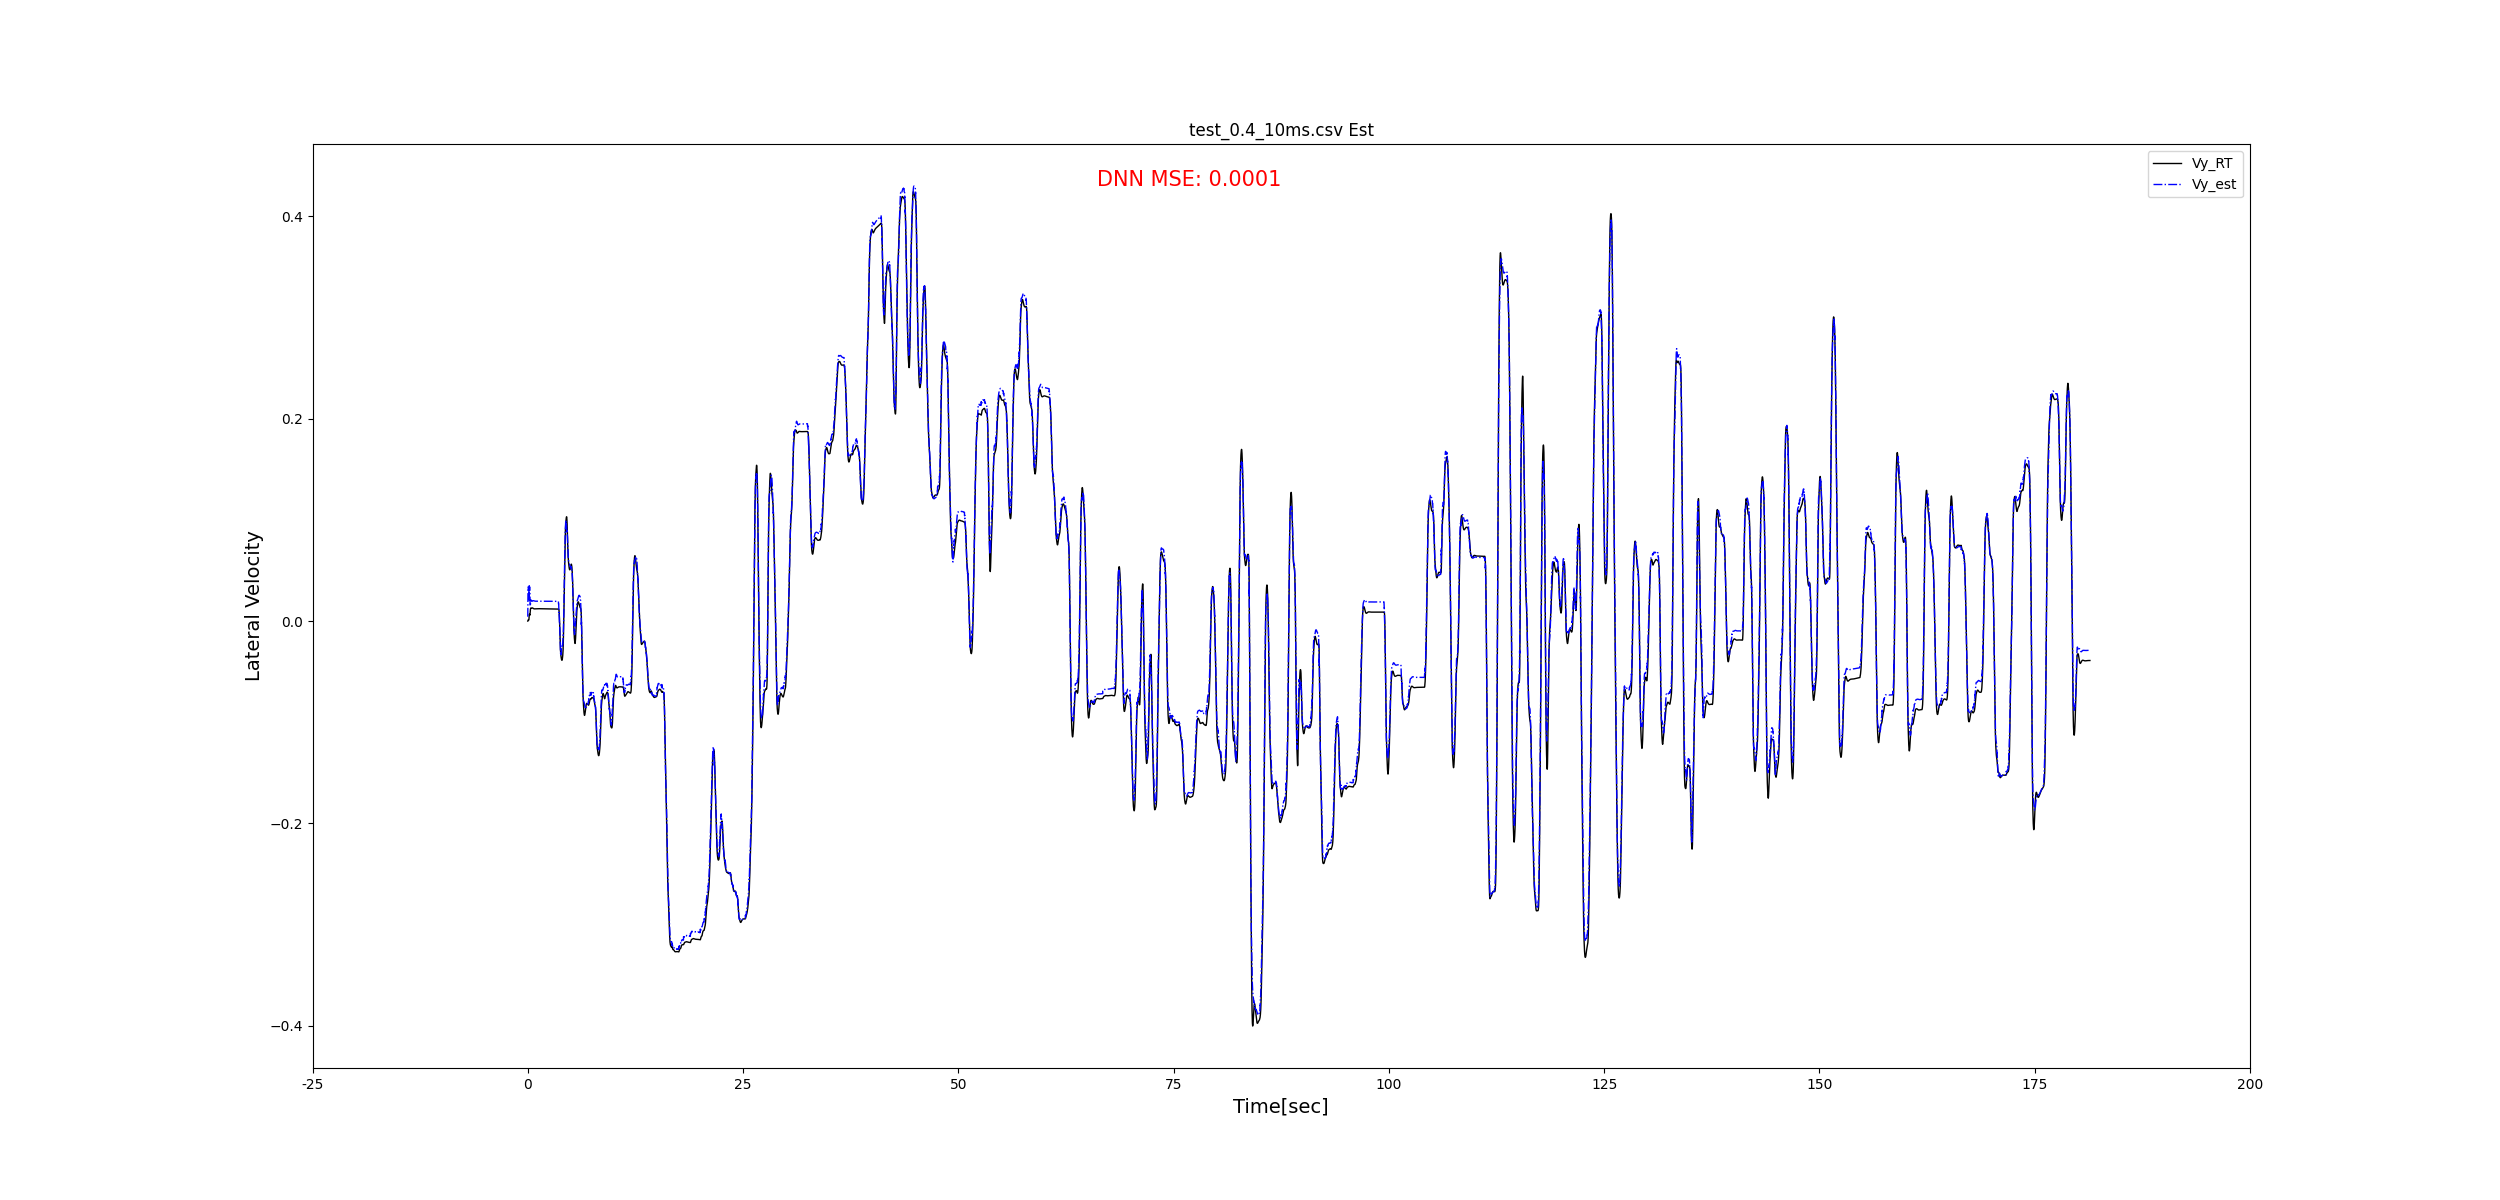 test_0.4_10ms.csv Est
DNN MSE: 0.0001
Vy_RT
Vy_est
Lateral Velocity
0.4
0.2
0.0
−0.2
−0.4
-25
0
25
50
75
100
125
150
175
200
Time[sec]